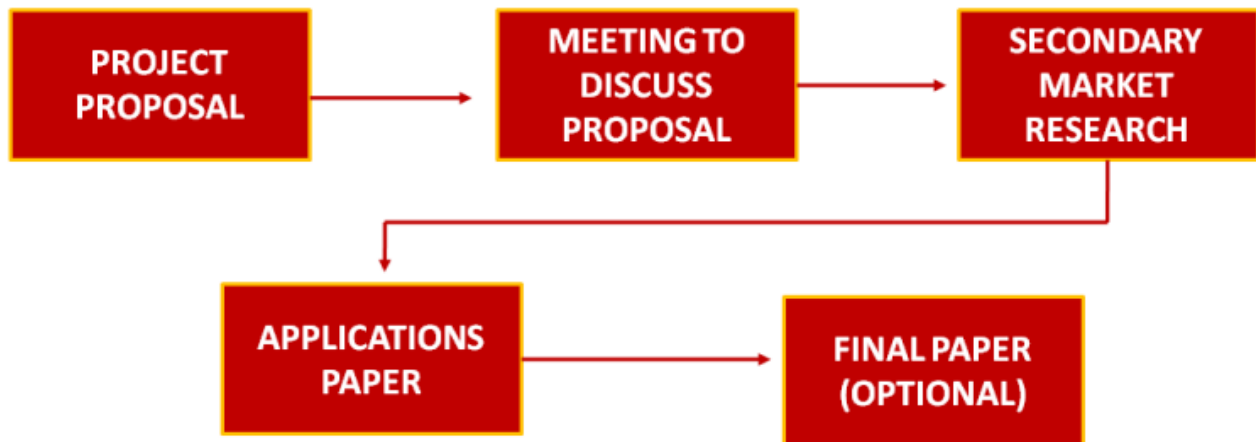 PROJECT
PROPOSAL
MEETING TO
DISCUSS
PROPOSAL
SECONDARY
MARKET
RESEARCH
APPLICATIONS
PAPER
FINAL PAPER
(OPTIONAL)